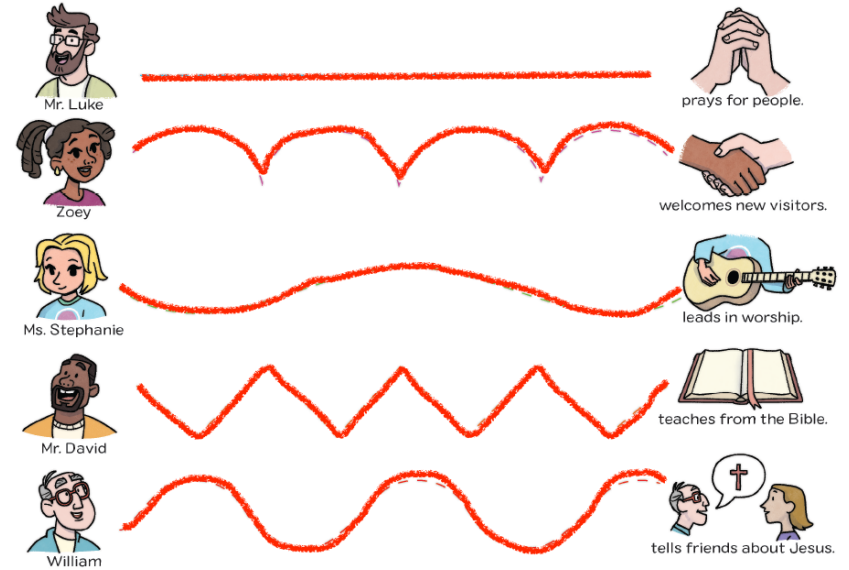 Mr. Luke
prays for people.
Zoey
welcomes new visitors.
Ms. Stephanie
leads in worship.
Mr. David
teaches from the Bible.
William
tells friends about Jesus.